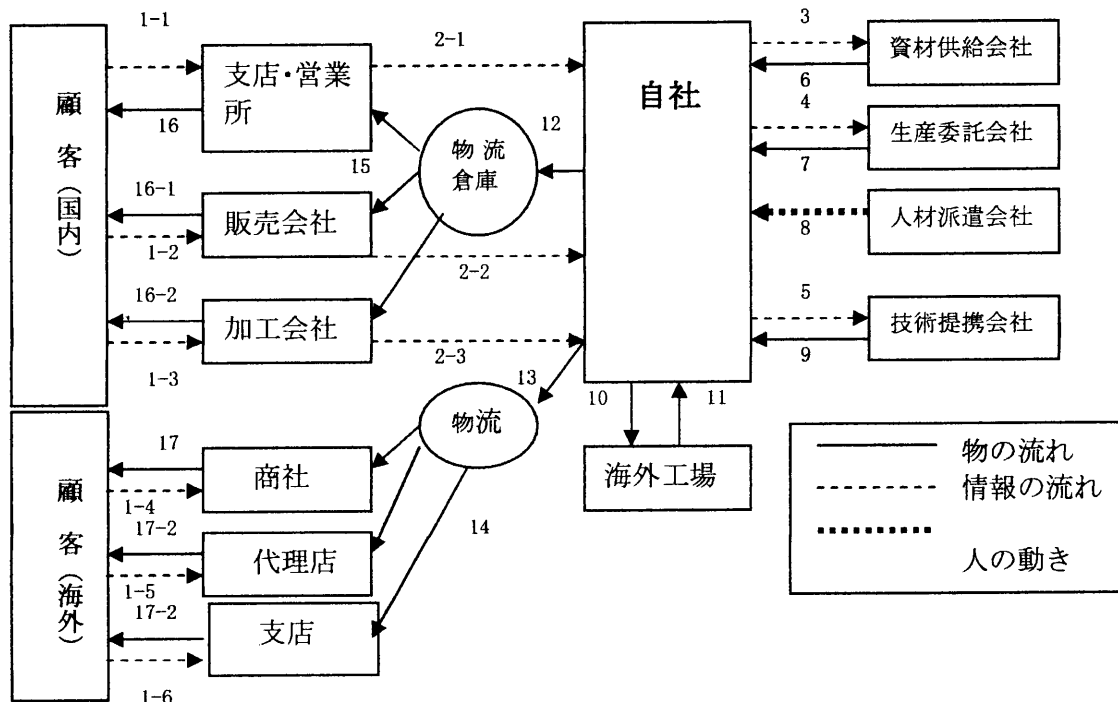 1-1
支店・営業
所
16
2-1
自社
3
資材供給会社
6
4
生産委託会社
7
人材派遣会社
8
5
技術提携会社
9
顧客(国内)
物流
倉庫
12
15
16-1
販売会社
1-2
2-2
16-2
加工会社
1-3
2-3
13
10
11
海外工場
物流
14
顧客(海外)
17
商社
1-4
17-2
代理店
1-5
17-2
支店
1-6
物の流れ
情報の流れ
人の動き